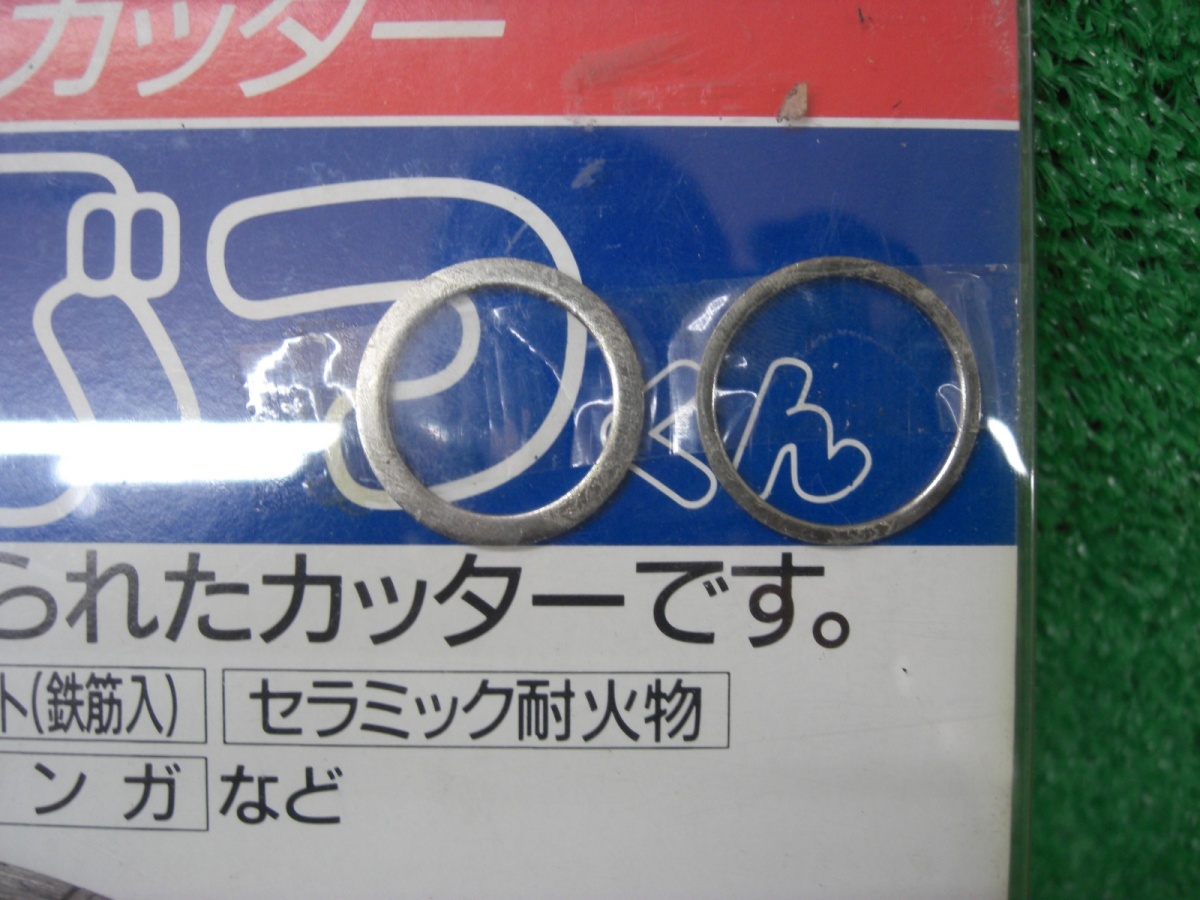 カッター
くん
られたカッターです。
ト(鉄筋入) セラミック耐火物
ンガ など